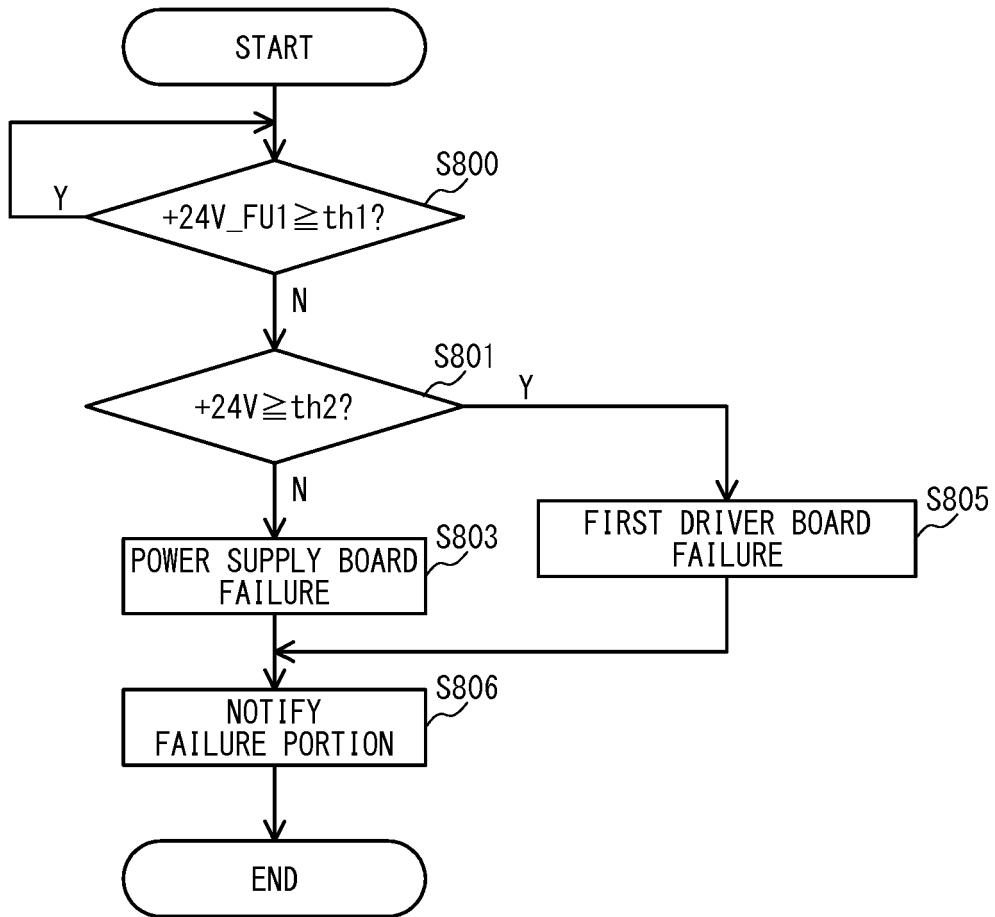 START
S800
Y
+24V_FU1≧th1?
N
S801
Y
+24V≧th2?
N
S803
POWER SUPPLY BOARD
FAILURE
S805
FIRST DRIVER BOARD
FAILURE
S806
NOTIFY
FAILURE PORTION
END